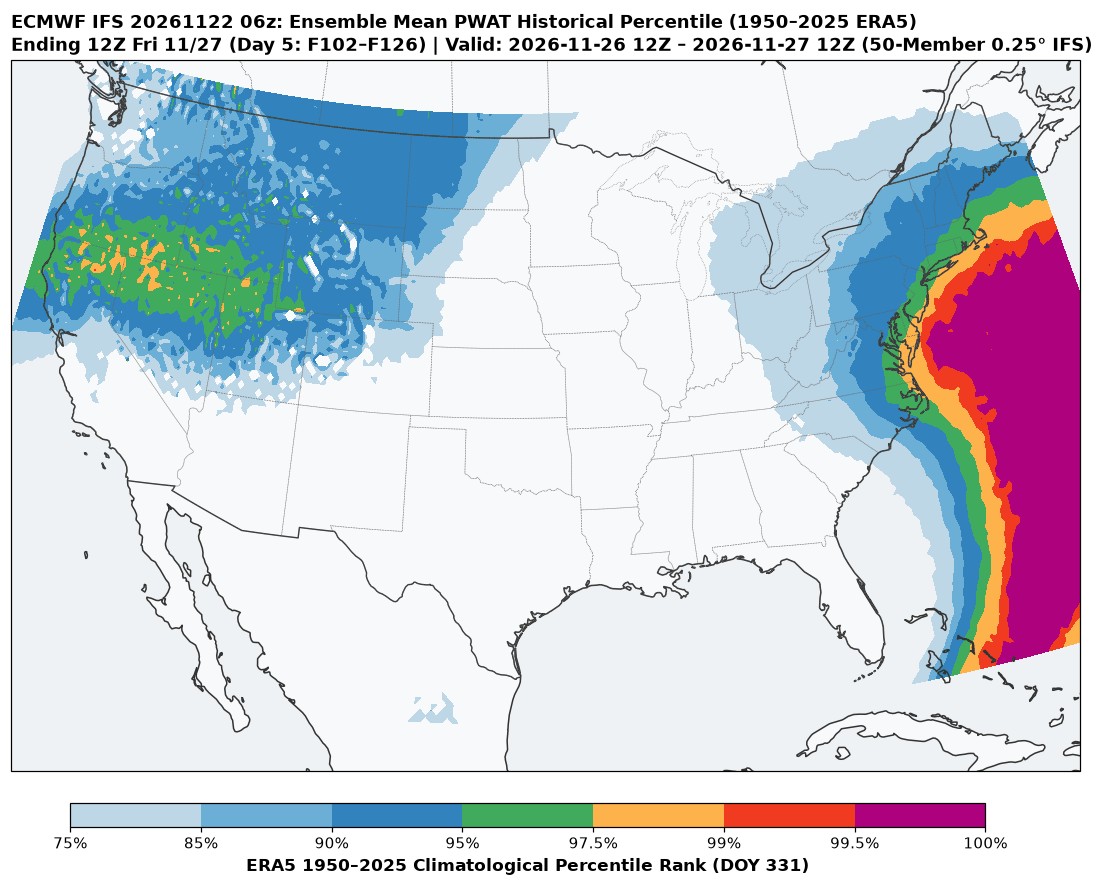 ECMWF IFS 20261122 06z: Ensemble Mean PWAT Historical Percentile (1950–2025 ERA5)
Ending 12Z Fri 11/27 (Day 5: F102–F126) | Valid: 2026-11-26 12Z – 2026-11-27 12Z (50-Member 0.25° IFS)
75% 85% 90% 95% 97.5% 99% 99.5% 100%
ERA5 1950–2025 Climatological Percentile Rank (DOY 331)